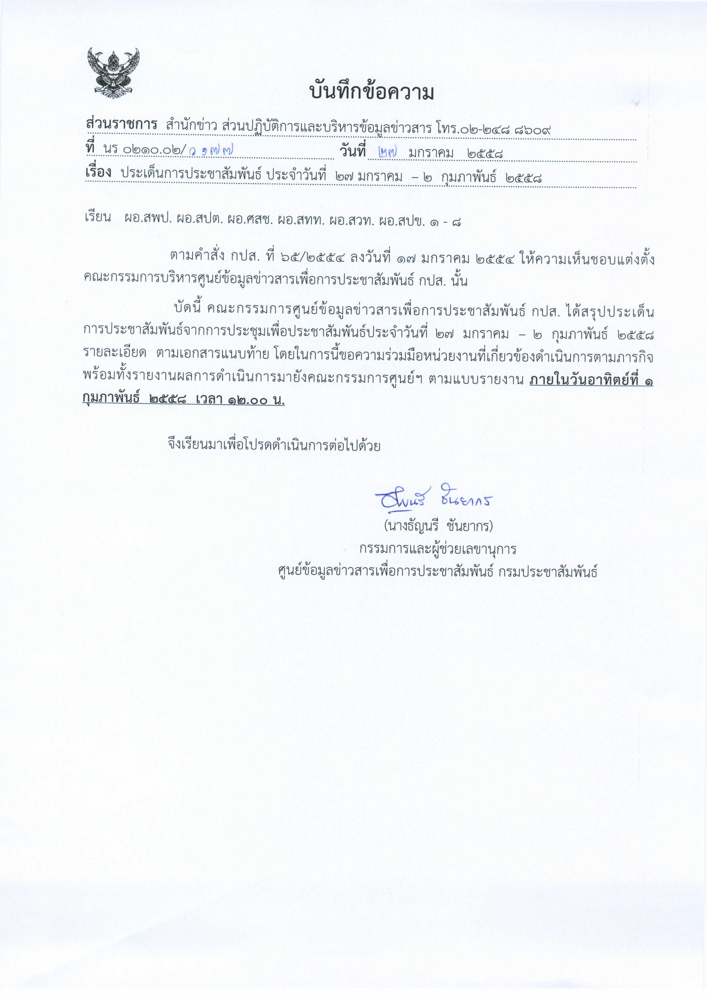 บันทึกข้อความ
ส่วนราชการ สำนักข่าว ส่วนปฏิบัติการและบริหารข้อมูลข่าวสาร โทร.๐๒-๒๔๘ ๘๖๐๙
ที่ นร ๐๒๑๐.๐๒/ ๑๗๗ วันที่ ๒๗ มกราคม ๒๕๕๘
เรื่อง ประเด็นการประชาสัมพันธ์ ประจำวันที่ ๒๗ มกราคม – ๒ กุมภาพันธ์ ๒๕๕๘
เรียน ผอ.สพป. ผอ.สปต. ผอ.ศสช. ผอ.สทท. ผอ.สวท. ผอ.สปข. ๑ - ๘
ตามคำสั่ง กปส. ที่ ๖๕/๒๕๕๔ ลงวันที่ ๑๗ มกราคม ๒๕๕๔ ให้ความเห็นชอบแต่งตั้ง
คณะกรรมการบริหารศูนย์ข้อมูลข่าวสารเพื่อการประชาสัมพันธ์ กปส. นั้น
บัดนี้ คณะกรรมการศูนย์ข้อมูลข่าวสารเพื่อการประชาสัมพันธ์ กปส. ได้สรุปประเด็น
การประชาสัมพันธ์จากการประชุมเพื่อประชาสัมพันธ์ประจำวันที่ ๒๗ มกราคม – ๒ กุมภาพันธ์ ๒๕๕๘
รายละเอียด ตามเอกสารแนบท้าย โดยในการนี้ขอความร่วมมือหน่วยงานที่เกี่ยวข้องดำเนินการตามภารกิจ
พร้อมทั้งรายงานผลการดำเนินการมายังคณะกรรมการศูนย์ฯ ตามแบบรายงาน ภายในวันอาทิตย์ที่ ๑
กุมภาพันธ์ ๒๕๕๘ เวลา ๑๒.๐๐ น.
จึงเรียนมาเพื่อโปรดดำเนินการต่อไปด้วย
ชันยากร
(นางธัญนรี ชันยากร)
กรรมการและผู้ช่วยเลขานุการ
ศูนย์ข้อมูลข่าวสารเพื่อการประชาสัมพันธ์ กรมประชาสัมพันธ์